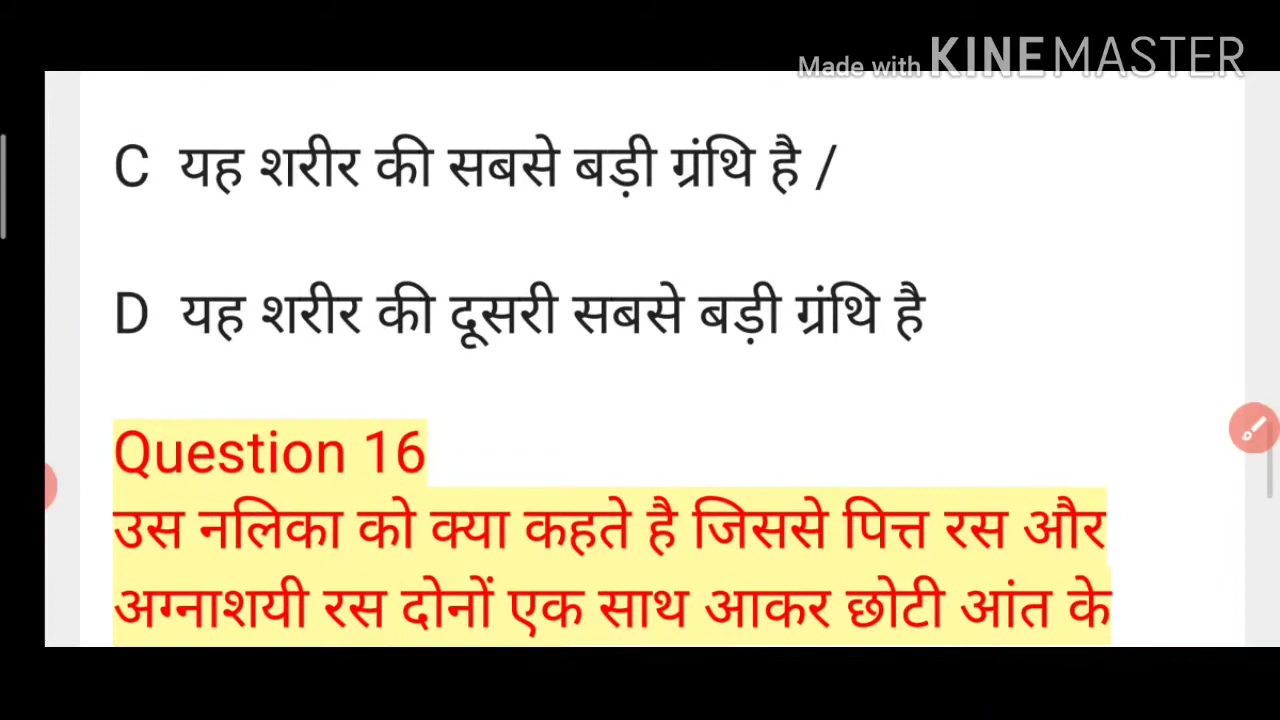 Made with KINEMASTER
C यह शरीर की सबसे बड़ी ग्रंथि है /
D यह शरीर की दूसरी सबसे बड़ी ग्रंथि है
Question 16
उस नलिका को क्या कहते है जिससे पित्त रस और
अग्नाशयी रस दोनों एक साथ आकर छोटी आंत के